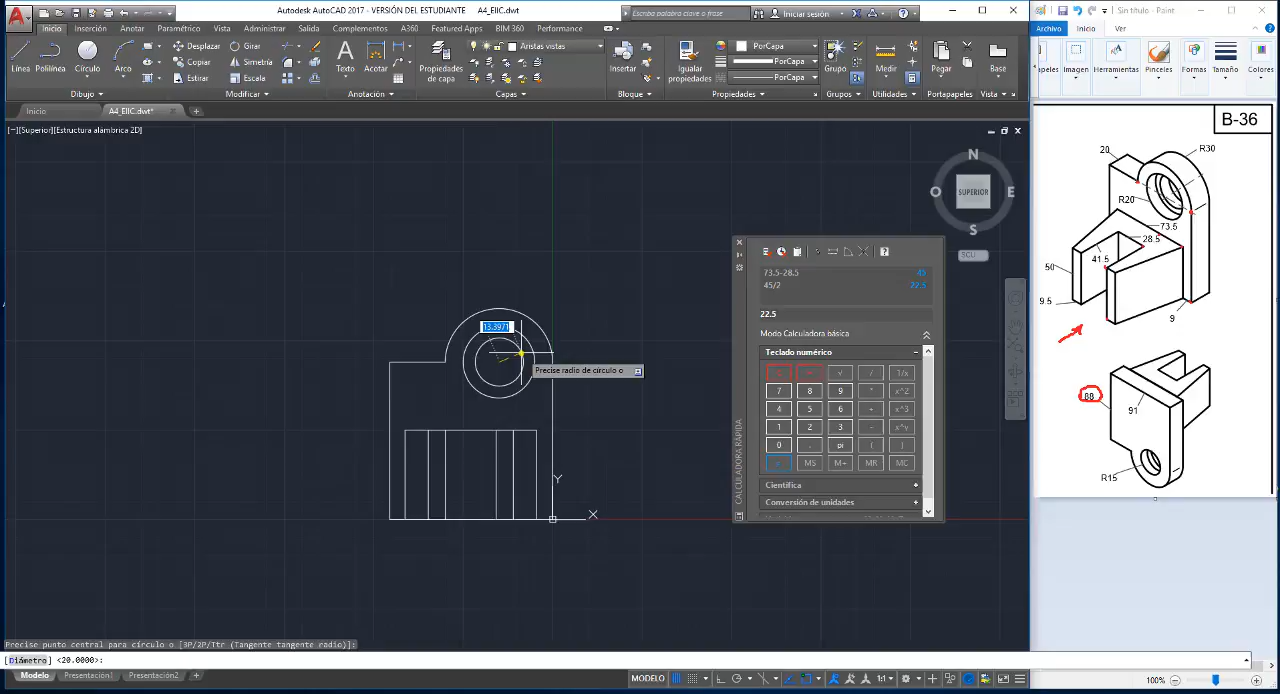 Autodesk AutoCAD 2017 - VERSIÓN DEL ESTUDIANTE A4_EIIC.dwt
Escriba palabra clave o frase
Iniciar sesión
Inicio Inserción Anotar Paramétrico Vista Administrar Salida Complementos A360 Featured Apps BIM 360 Performance
Línea Polilínea Círculo Arco
Desplazar Girar
Copiar Simetría
Estirar Escala
Texto Acotar
Propiedades de capa
Aristas vistas
Insertar
Igualar propiedades
PorCapa
PorCapa
PorCapa
Grupo Medir Pegar Base
Dibujo Modificar Anotación Capas Bloque Propiedades Grupos Utilidades Portapapeles Vista
Inicio A4_EIIC.dwt*
[−][Superior][Estructura alámbrica 2D]
N
O SUPERIOR E
S
SCU
13.3971
Precise radio de círculo o
Y
X
CALCULADORA RÁPIDA
73.5-28.5 45
45/2 22.5
22.5
Modo Calculadora básica
Teclado numérico
C √ / 1/x
7 8 9 * x^2
4 5 6 + x^3
1 2 3 - x^y
0 . pi ( )
= MS M+ MR MC
Científica
Conversión de unidades
Precise punto central para círculo o [3P/2P/Ttr (Tangente tangente radio)]:
[Diámetro] <20.0000>:
Modelo Presentación1 Presentación2 +
MODELO 1:1
Sin título - Paint
Archivo Inicio Ver
apeles Imagen Herramientas Pinceles Formas Tamaño Colores
B-36
20
R30
R20
73.5
28.5
41.5
50
9.5
9
88
91
R15
100%